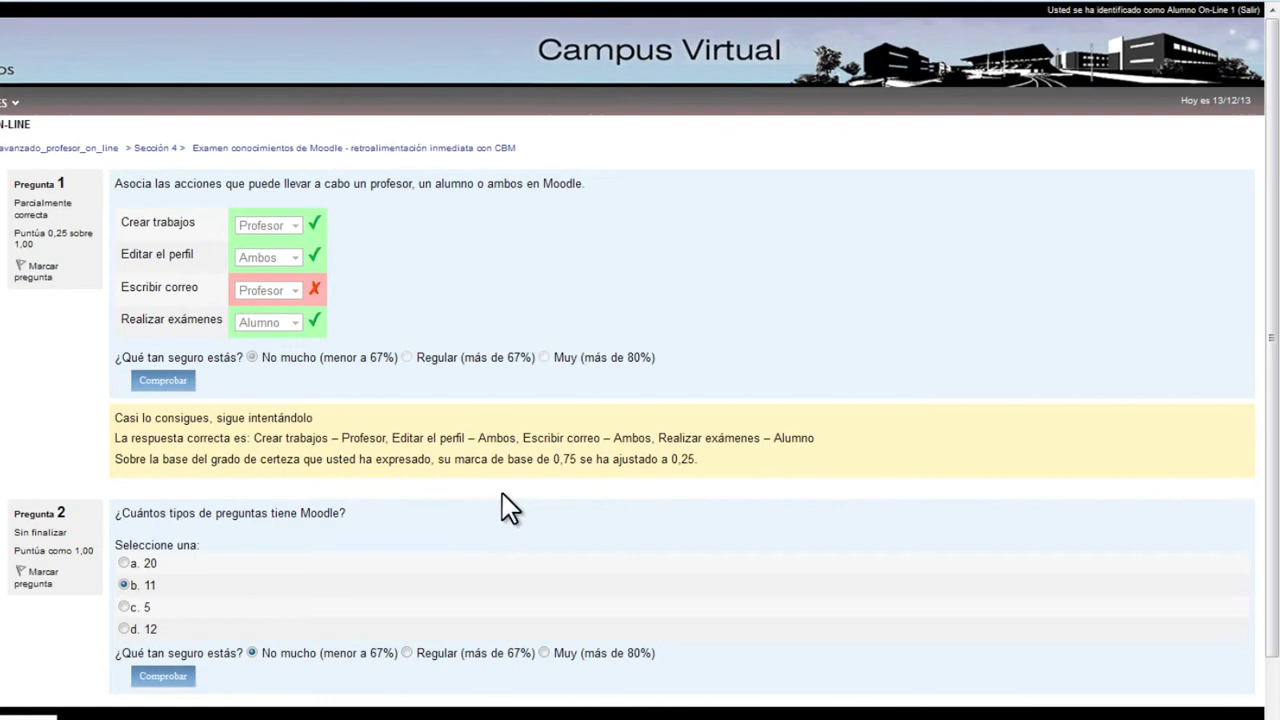 Usted se ha identificado como Alumno On-Line 1 (Salir)
Campus Virtual
OS
ES
Hoy es 13/12/13
N-LINE
avanzado_profesor_on_line > Sección 4 > Examen conocimientos de Moodle - retroalimentación inmediata con CBM
Pregunta 1
Parcialmente
correcta
Puntúa 0,25 sobre
1,00
Marcar
pregunta
Asocia las acciones que puede llevar a cabo un profesor, un alumno o ambos en Moodle.
Crear trabajos Profesor
Editar el perfil Ambos
Escribir correo Profesor
Realizar exámenes Alumno
¿Qué tan seguro estás? No mucho (menor a 67%) Regular (más de 67%) Muy (más de 80%)
Comprobar
Casi lo consigues, sigue intentándolo
La respuesta correcta es: Crear trabajos – Profesor, Editar el perfil – Ambos, Escribir correo – Ambos, Realizar exámenes – Alumno
Sobre la base del grado de certeza que usted ha expresado, su marca de base de 0,75 se ha ajustado a 0,25.
Pregunta 2
Sin finalizar
Puntúa como 1,00
Marcar
pregunta
¿Cuántos tipos de preguntas tiene Moodle?
Seleccione una:
a. 20
b. 11
c. 5
d. 12
¿Qué tan seguro estás? No mucho (menor a 67%) Regular (más de 67%) Muy (más de 80%)
Comprobar